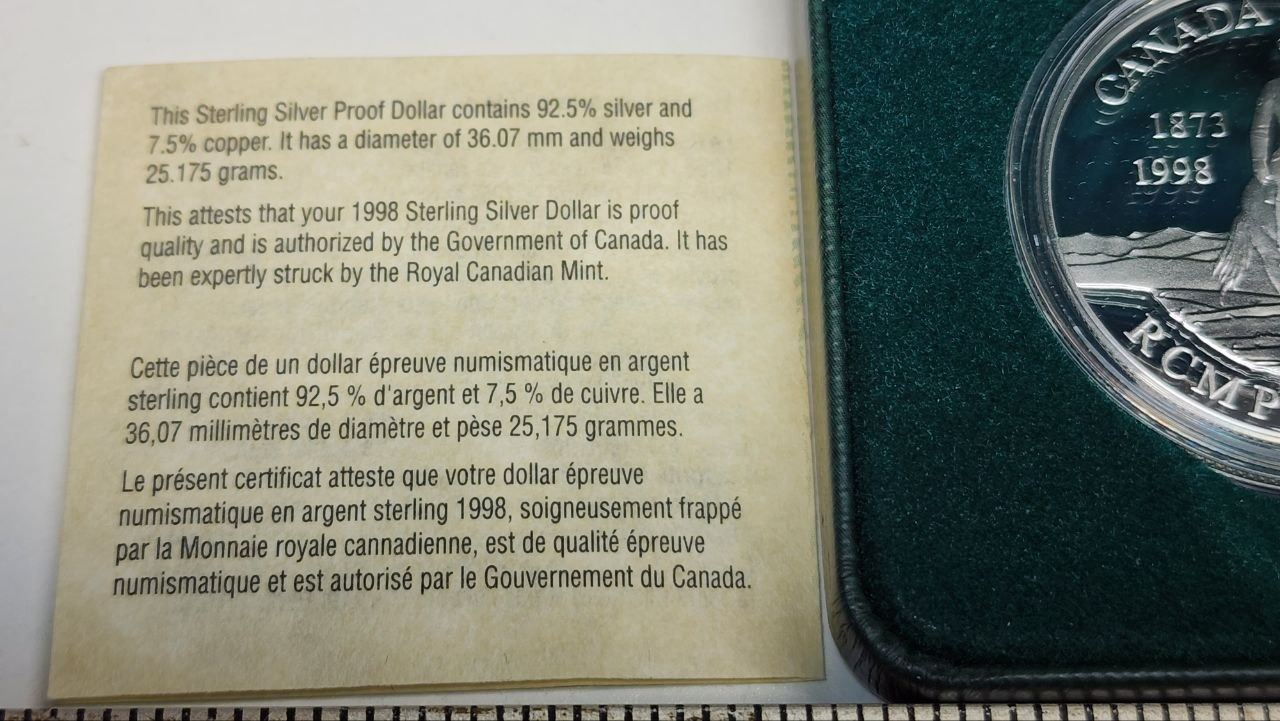 This Sterling Silver Proof Dollar contains 92.5% silver and
7.5% copper. It has a diameter of 36.07 mm and weighs
25.175 grams.
This attests that your 1998 Sterling Silver Dollar is proof
quality and is authorized by the Government of Canada. It has
been expertly struck by the Royal Canadian Mint.
Cette pièce de un dollar épreuve numismatique en argent
sterling contient 92,5 % d'argent et 7,5 % de cuivre. Elle a
36,07 millimètres de diamètre et pèse 25,175 grammes.
Le présent certificat atteste que votre dollar épreuve
numismatique en argent sterling 1998, soigneusement frappé
par la Monnaie royale cannadienne, est de qualité épreuve
numismatique et est autorisé par le Gouvernement du Canada.
CANADA
1873
1998
RCMP